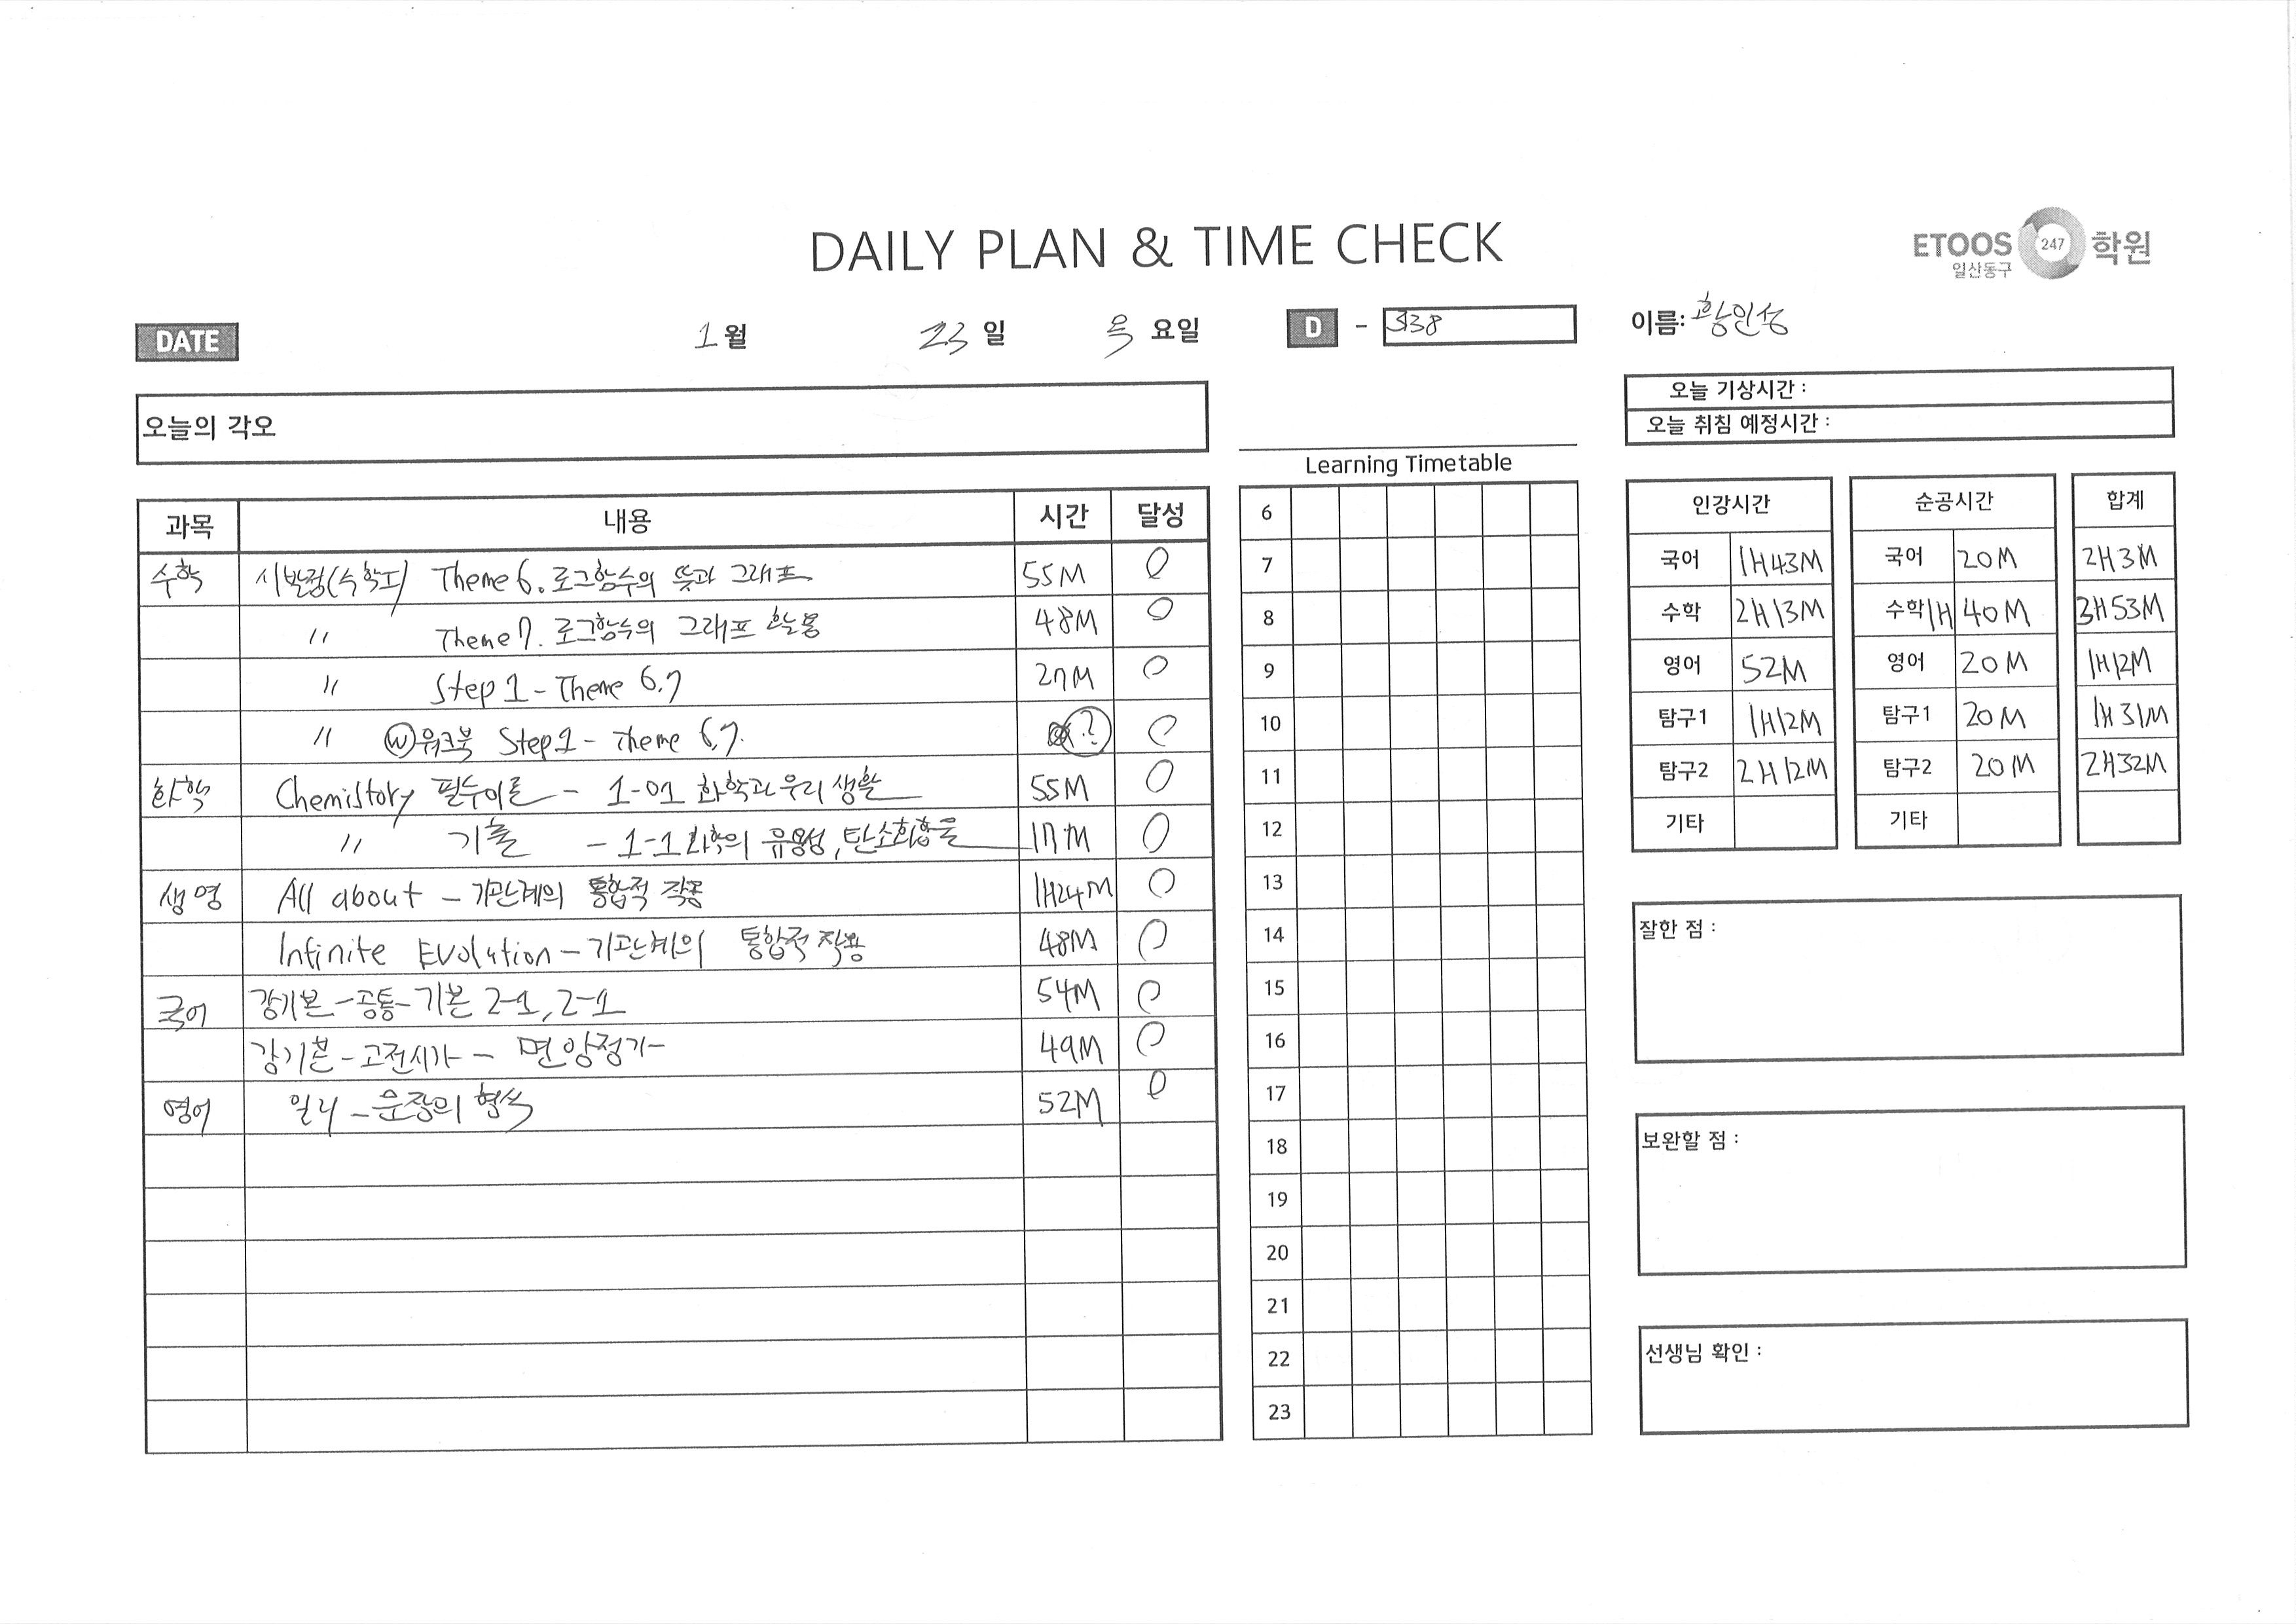 DAILY PLAN & TIME CHECK
ETOOS 247 학원
일산동구
DATE 1월 23일 목요일 D - 338 이름: 황인성
오늘의 각오
오늘 기상시간 :
오늘 취침 예정시간 :
과목 내용 시간 달성
수학 시발점(수학I) Theme 6. 로그함수의 뜻과 그래프 55M O
〃 Theme 7. 로그함수의 그래프 활용 48M O
〃 Step 1 - Theme 6.7 27M O
〃 W 워크북 Step 1 - Theme 6,7. ? O
화학 Chemistory 필수이론 - 1-01 화학과 우리 생활 55M O
〃 기출 - 1-1 화학의 유용성, 탄소화합물 17M O
생명 All about - 기관계의 통합적 작용 1H24M O
Infinite Evolution - 기관계의 통합적 작용 48M O
국어 강기본 - 공통 - 기본 2-1, 2-1 54M O
강기본 - 고전시가 - 면앙정가 49M O
영어 일리 - 문장의 형식 52M O
Learning Timetable
6
7
8
9
10
11
12
13
14
15
16
17
18
19
20
21
22
23
인강시간 순공시간 합계
국어 1H43M 국어 20M 2H3M
수학 2H13M 수학 1H 40M 3H53M
영어 52M 영어 20M 1H12M
탐구1 1H12M 탐구1 20M 1H31M
탐구2 2H12M 탐구2 20M 2H32M
기타 기타
잘한 점 :
보완할 점 :
선생님 확인 :